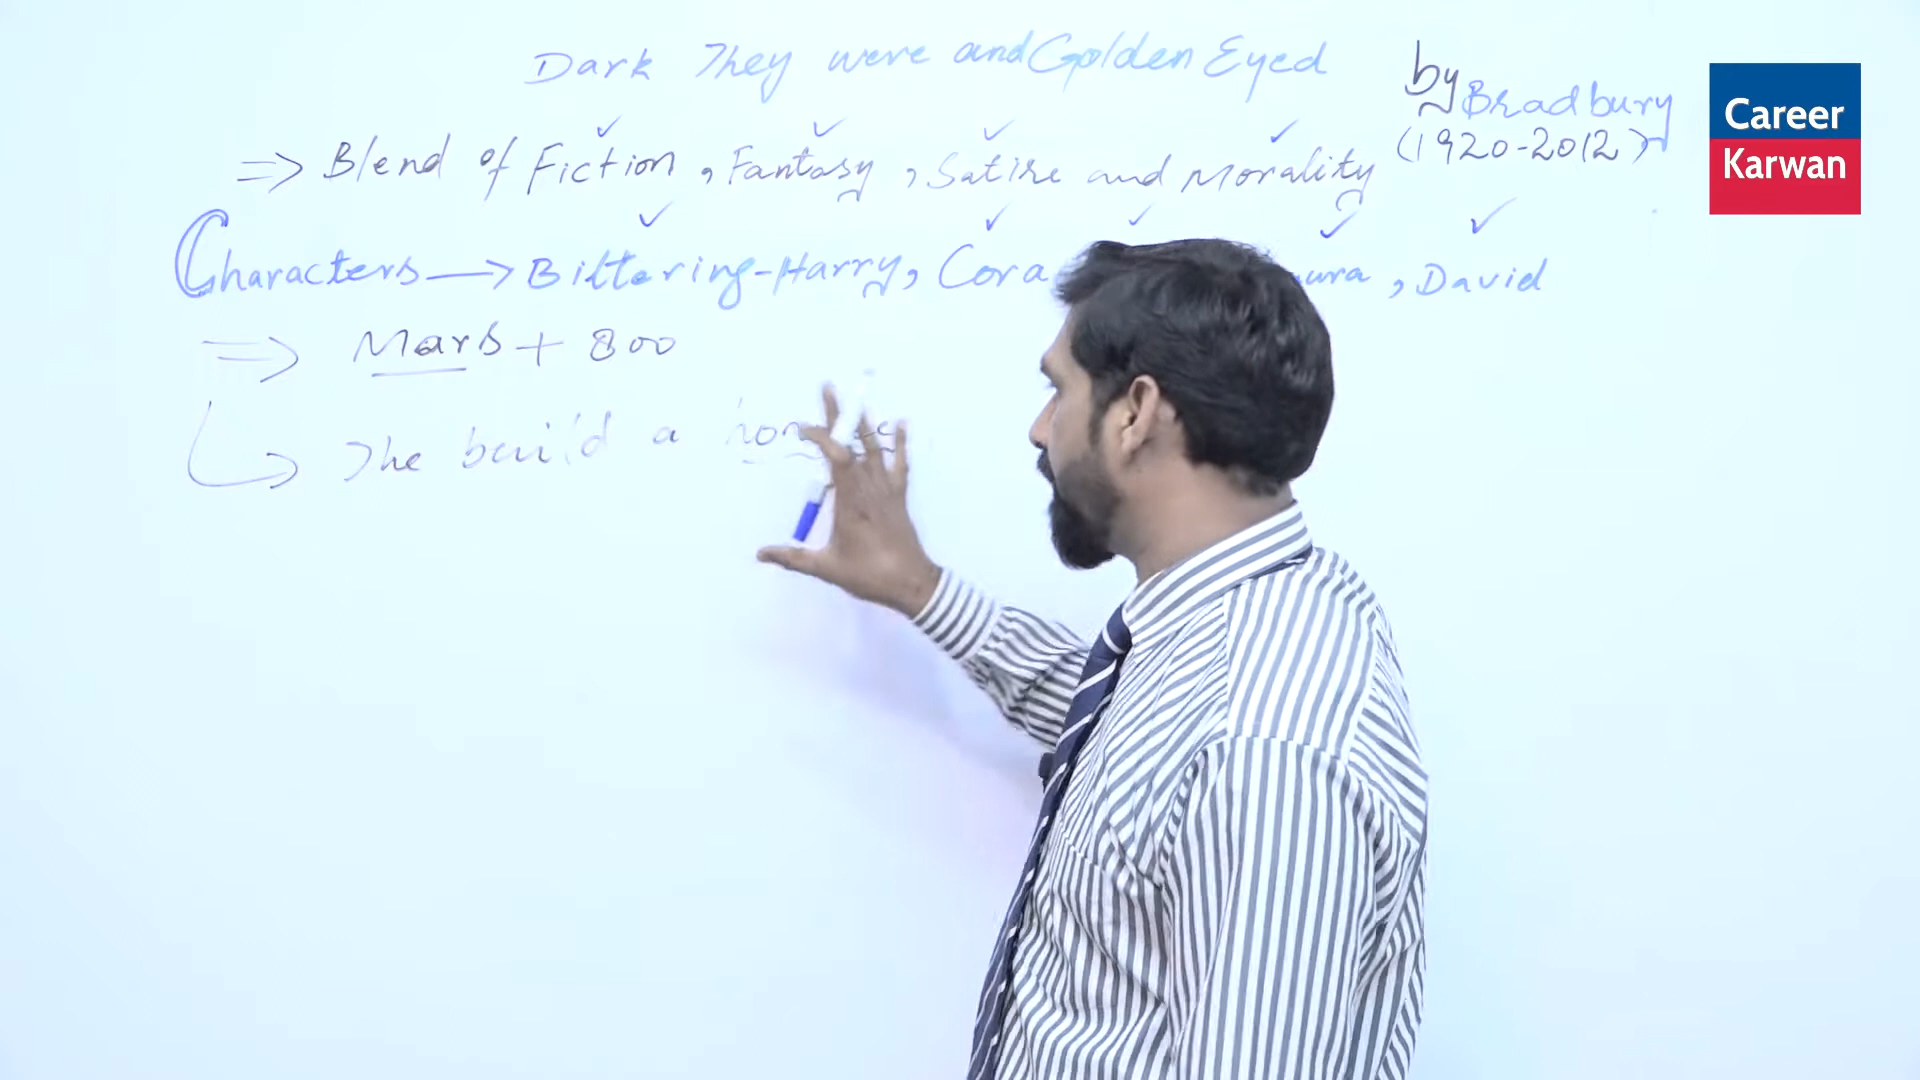 Dark They were and Golden Eyed
by Bradbury
(1920-2012)
⇒ Blend of Fiction, Fantasy, Satire and Morality
Characters → Bittering-Harry, Cora , David
⇒ Mars + 800
The build a
Career
Karwan